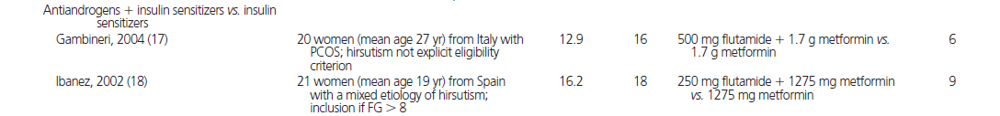 Antiandrogens + insulin sensitizers vs. insulin
sensitizers
Gambineri, 2004 (17) 20 women (mean age 27 yr) from Italy with 12.9 16 500 mg flutamide + 1.7 g metformin vs. 6
PCOS; hirsutism not explicit eligibility 1.7 g metformin
criterion
Ibanez, 2002 (18) 21 women (mean age 19 yr) from Spain 16.2 18 250 mg flutamide + 1275 mg metformin 9
with a mixed etiology of hirsutism; vs. 1275 mg metformin
inclusion if FG > 8